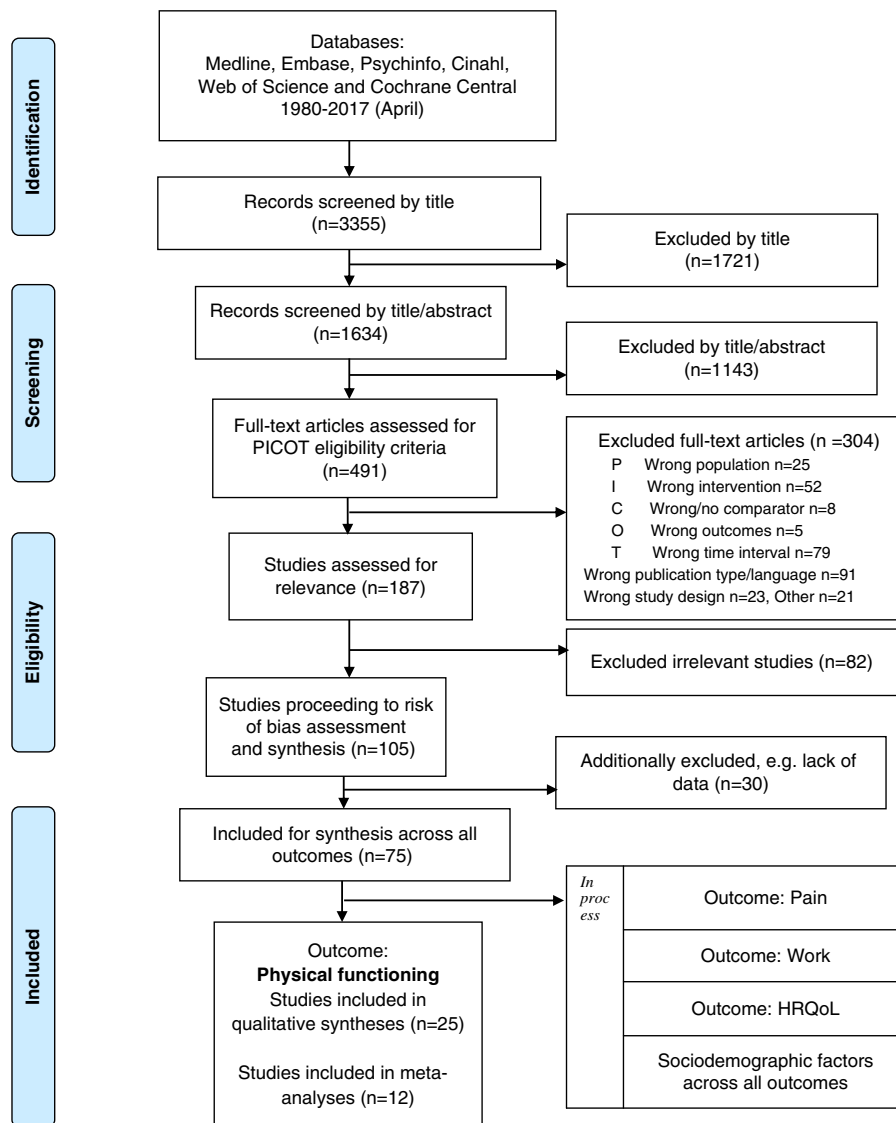 Identification
Databases:
Medline, Embase, Psychinfo, Cinahl,
Web of Science and Cochrane Central
1980-2017 (April)
Records screened by title
(n=3355)
Excluded by title
(n=1721)
Screening
Records screened by title/abstract
(n=1634)
Excluded by title/abstract
(n=1143)
Full-text articles assessed for
PICOT eligibility criteria
(n=491)
Excluded full-text articles (n =304)
P Wrong population n=25
I Wrong intervention n=52
C Wrong/no comparator n=8
O Wrong outcomes n=5
T Wrong time interval n=79
Wrong publication type/language n=91
Wrong study design n=23, Other n=21
Eligibility
Studies assessed for
relevance (n=187)
Excluded irrelevant studies (n=82)
Studies proceeding to risk
of bias assessment
and synthesis (n=105)
Additionally excluded, e.g. lack of
data (n=30)
Included
Included for synthesis across all
outcomes (n=75)
In
proc
ess
Outcome: Pain
Outcome: Work
Outcome: HRQoL
Sociodemographic factors
across all outcomes
Outcome:
Physical functioning
Studies included in
qualitative syntheses (n=25)
Studies included in meta-
analyses (n=12)